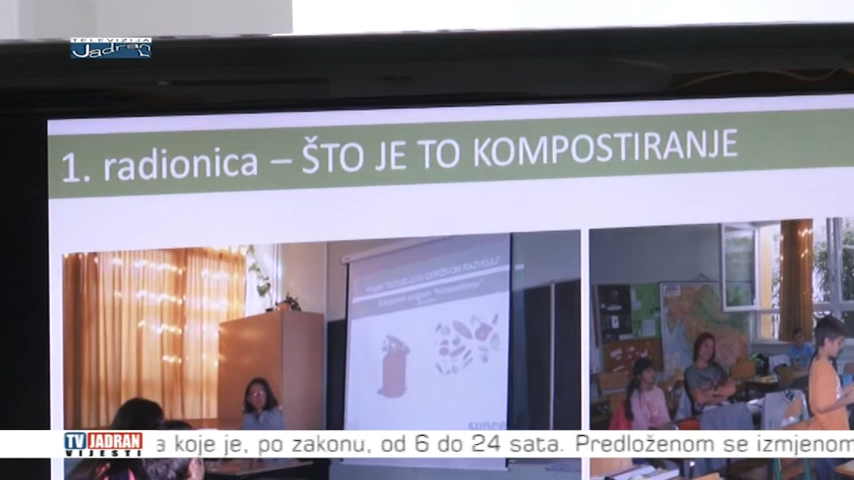 TELEVIZIJA
Jadran
1. radionica – ŠTO JE TO KOMPOSTIRANJE
TV JADRAN
VIJESTI
a koje je, po zakonu, od 6 do 24 sata. Predloženom se izmjenom